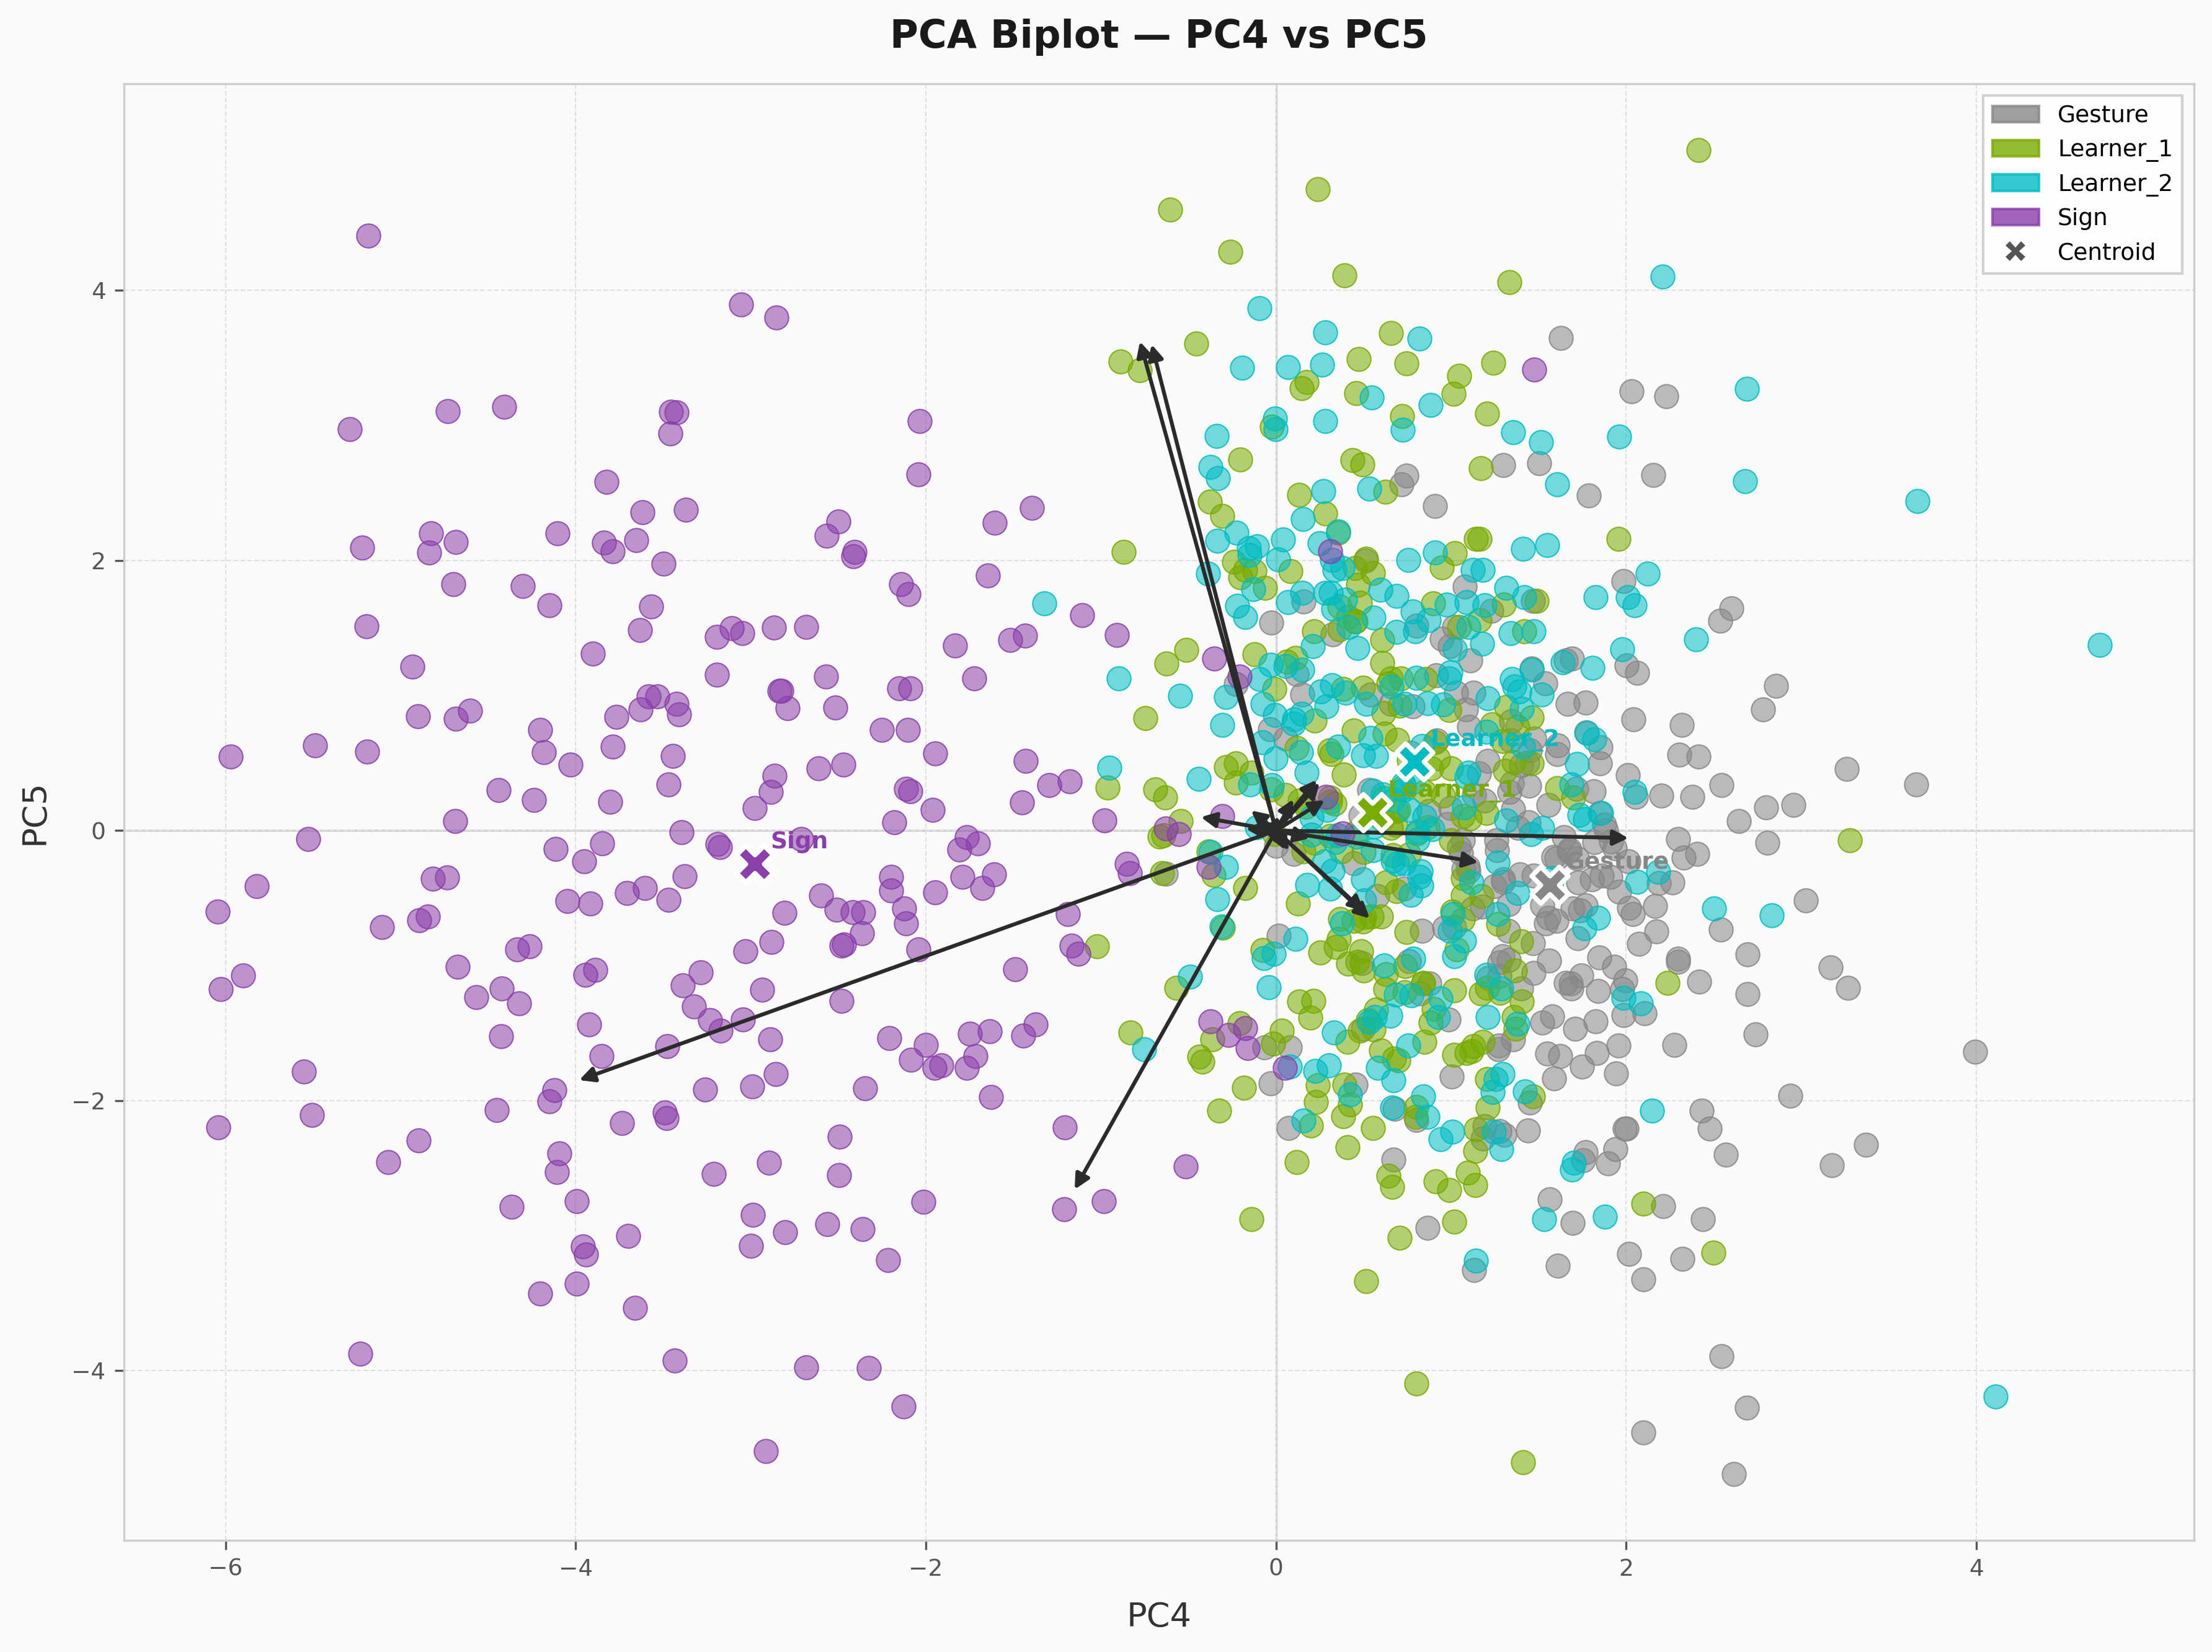 PCA Biplot — PC4 vs PC5
Gesture
Learner_1
Learner_2
Sign
Centroid
4
2
0
−2
−4
PC5
Learner_2
Learner_1
Sign
Gesture
−6
−4
−2
0
2
4
PC4